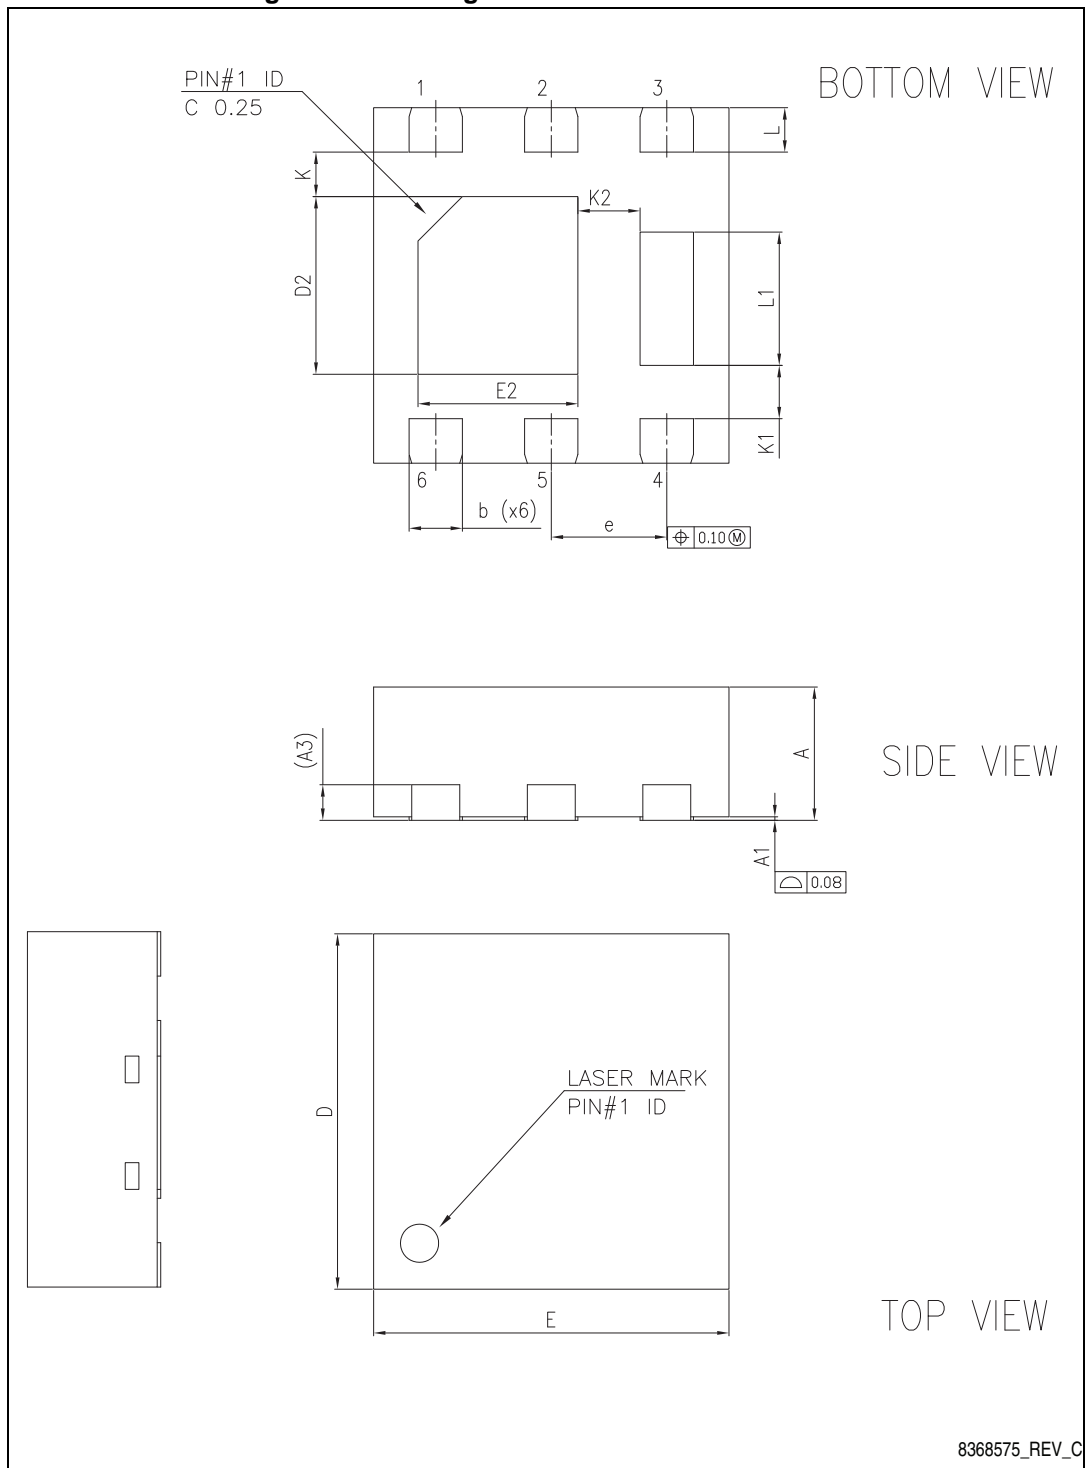 PIN#1 ID
C 0.25
BOTTOM VIEW
1
2
3
L
K
K2
D2
L1
E2
K1
6
5
4
b (x6)
e
0.10 Ⓜ
(A3)
A
SIDE VIEW
A1
0.08
D
LASER MARK
PIN#1 ID
E
TOP VIEW
8368575_REV_C